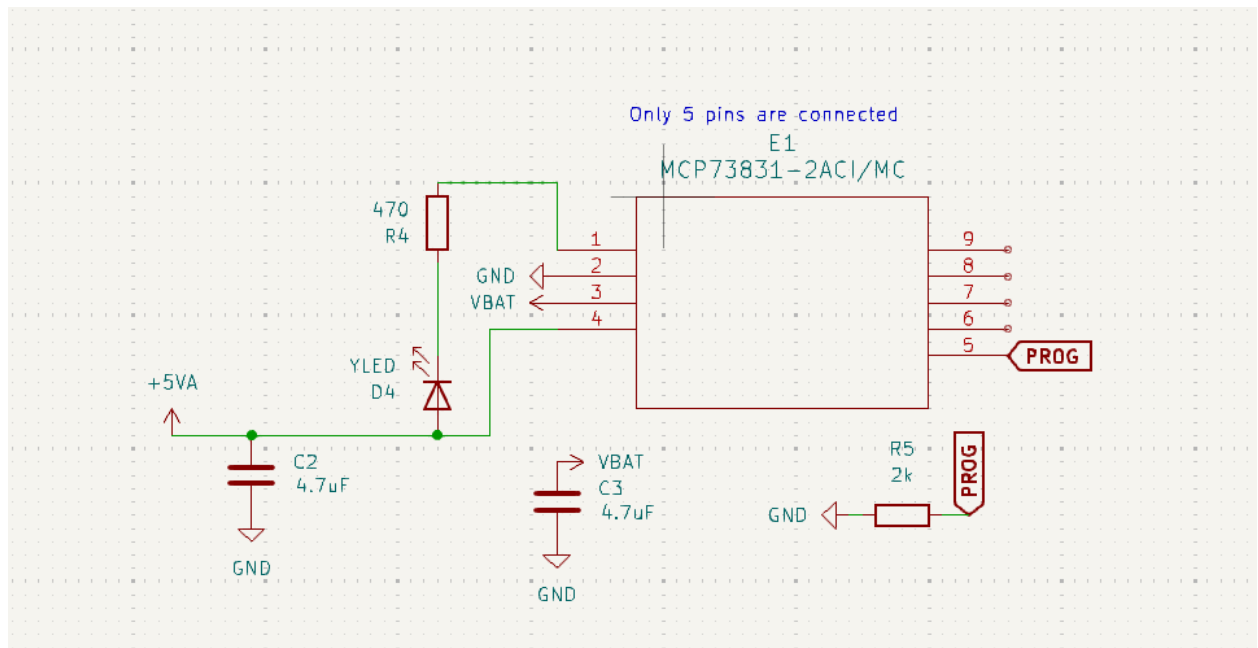 Only 5 pins are connected
E1
MCP73831-2ACI/MC
470
R4
1
9
GND
2
8
VBAT
3
7
4
6
5
PROG
YLED
D4
+5VA
C2
4.7uF
GND
VBAT
C3
4.7uF
GND
R5
2k
PROG
GND